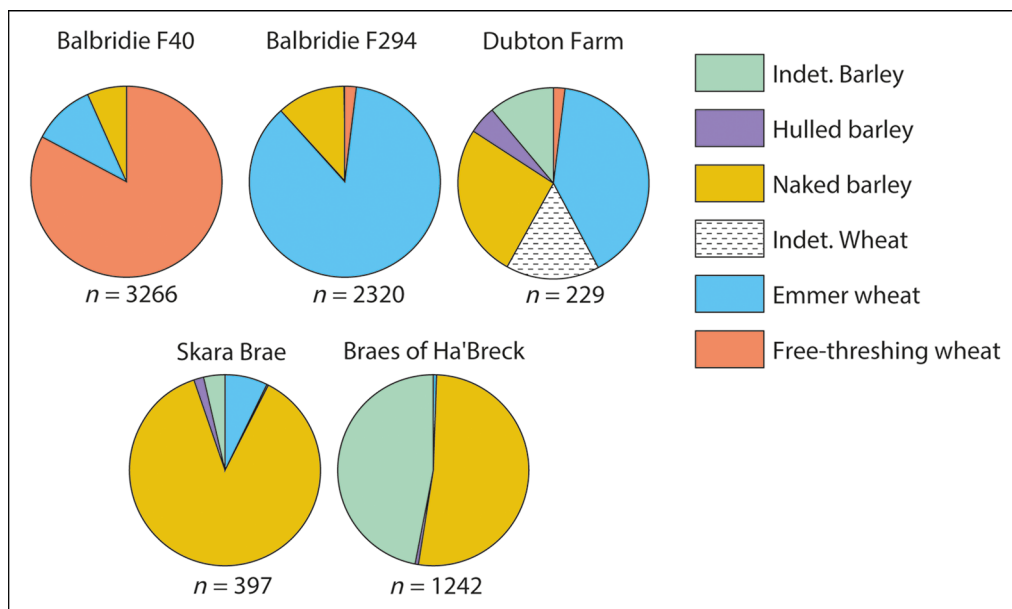 Balbridie F40
Balbridie F294
Dubton Farm
n = 3266
n = 2320
n = 229
Skara Brae
Braes of Ha'Breck
n = 397
n = 1242
Indet. Barley
Hulled barley
Naked barley
Indet. Wheat
Emmer wheat
Free-threshing wheat